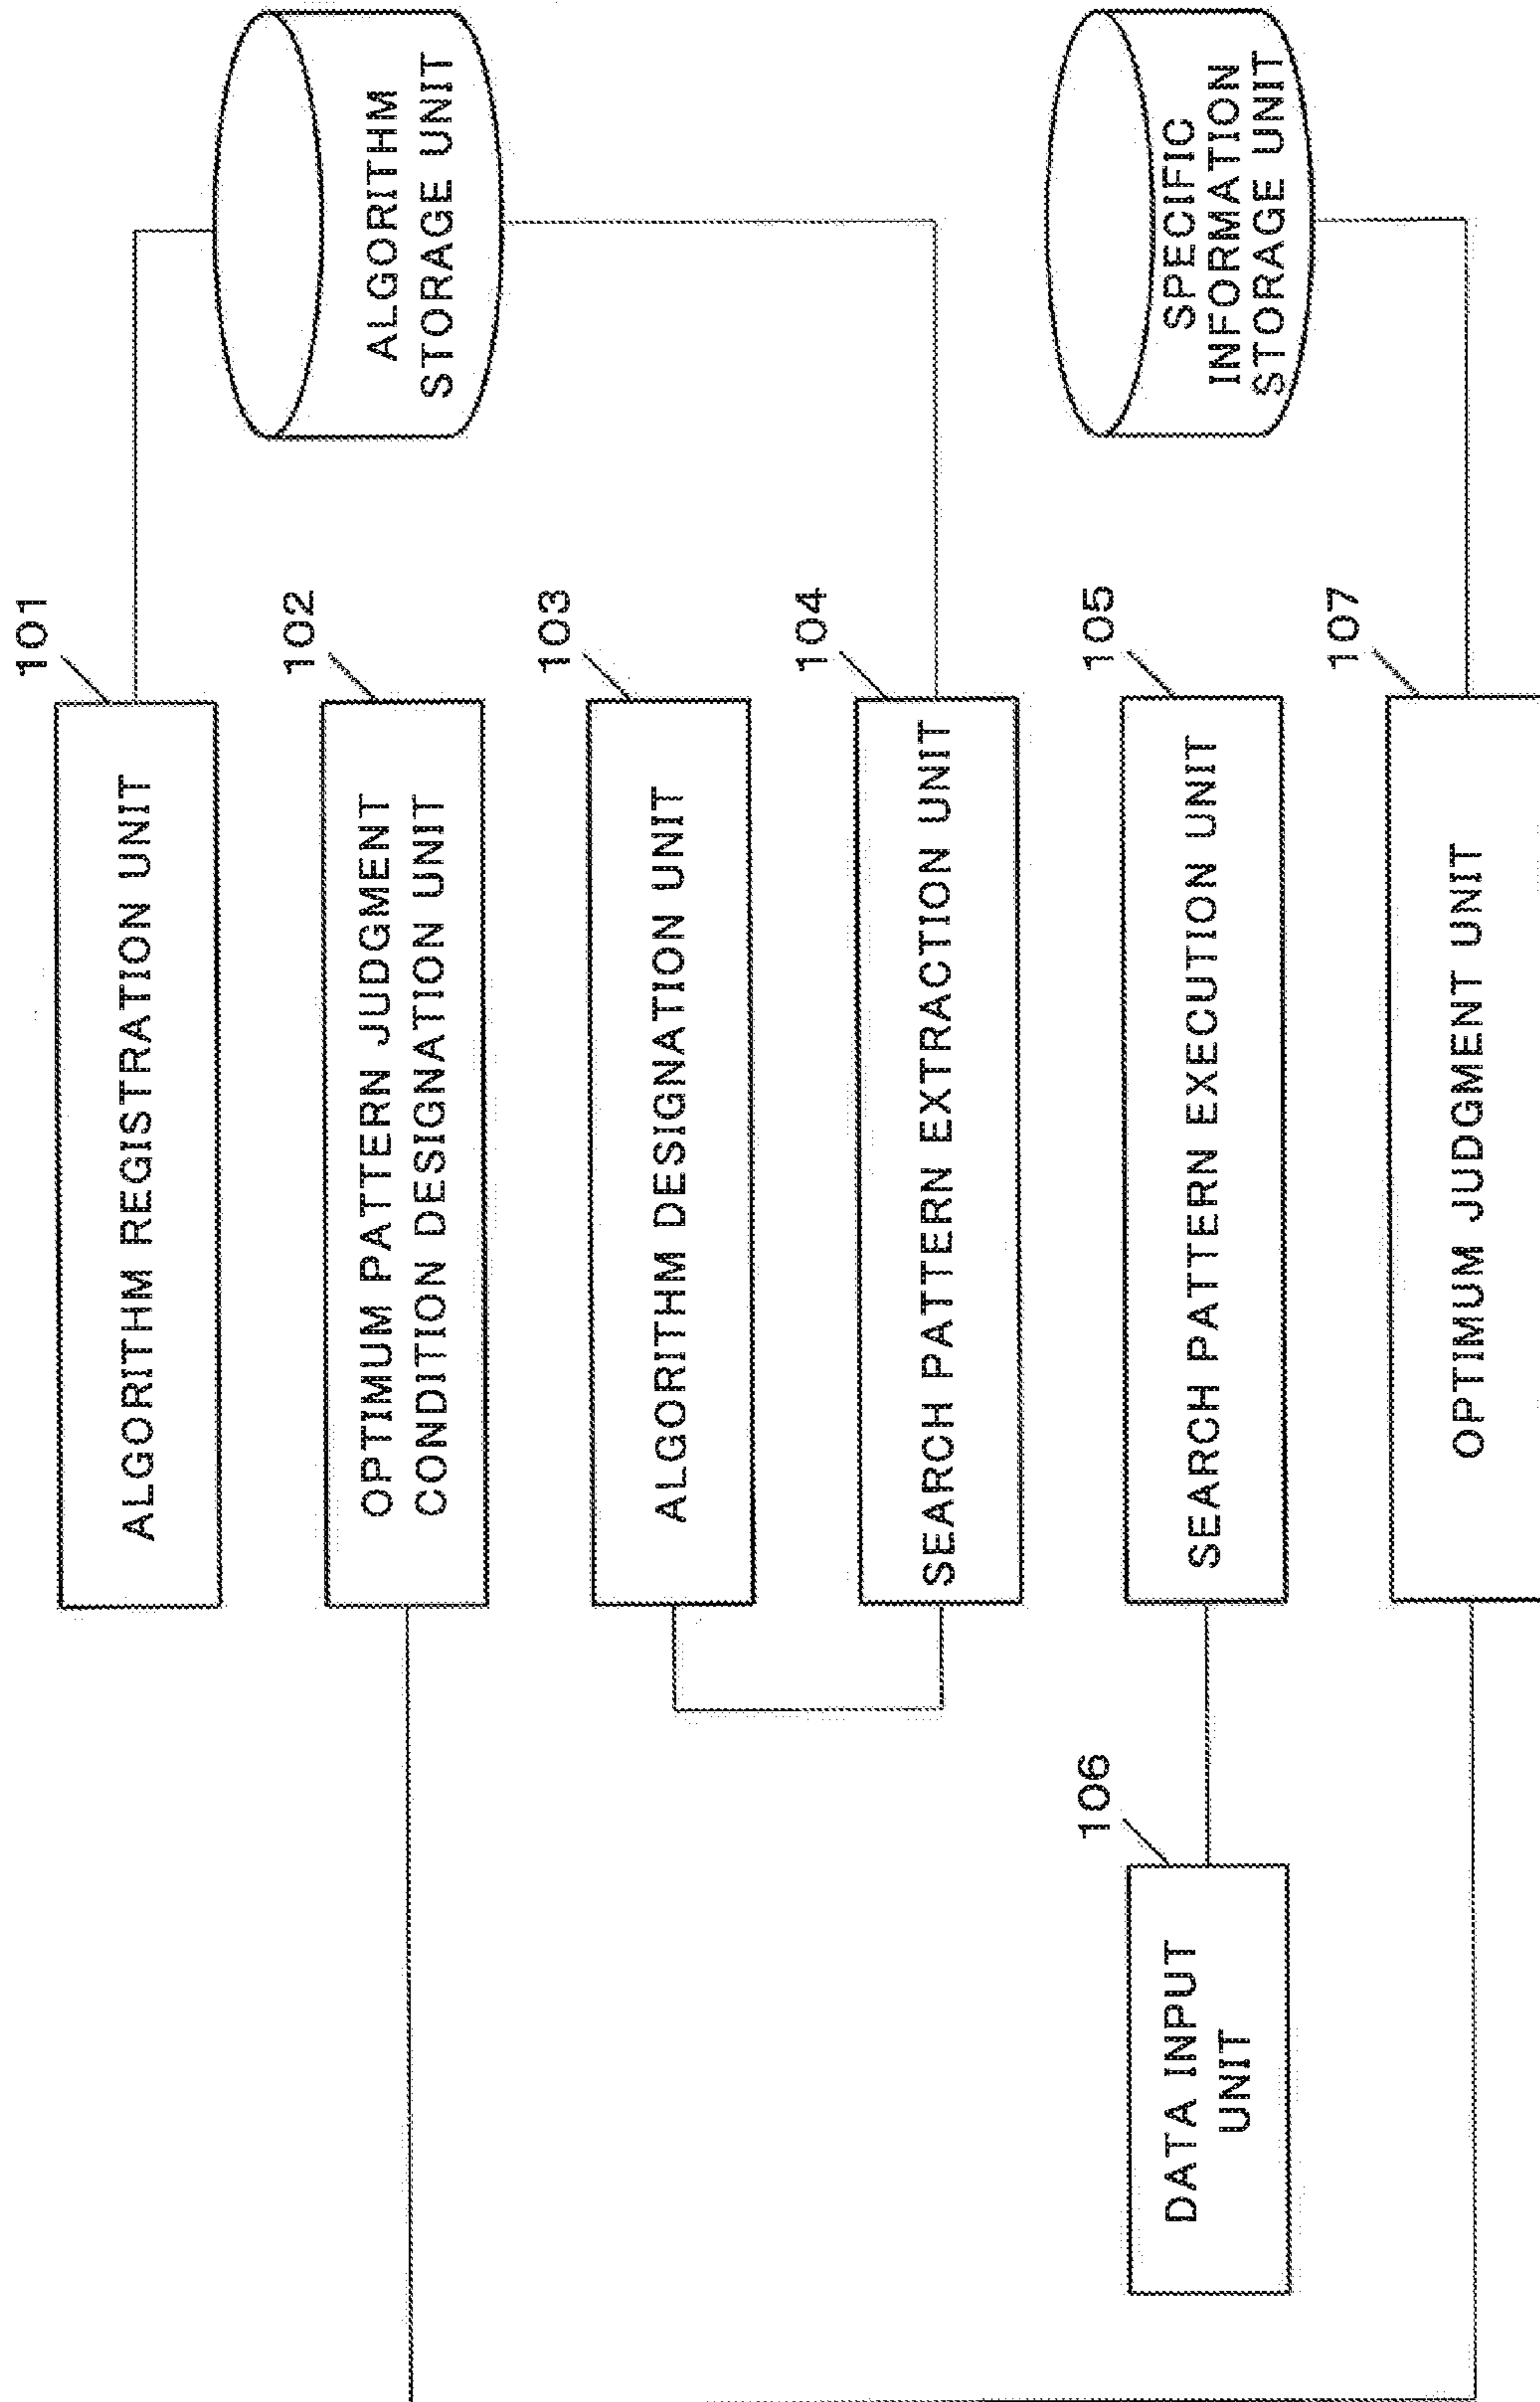 101
ALGORITHM REGISTRATION UNIT
ALGORITHM
STORAGE UNIT
102
OPTIMUM PATTERN JUDGMENT
CONDITION DESIGNATION UNIT
103
ALGORITHM DESIGNATION UNIT
104
SEARCH PATTERN EXTRACTION UNIT
106
DATA INPUT
UNIT
105
SEARCH PATTERN EXECUTION UNIT
SPECIFIC
INFORMATION
STORAGE UNIT
107
OPTIMUM JUDGMENT UNIT